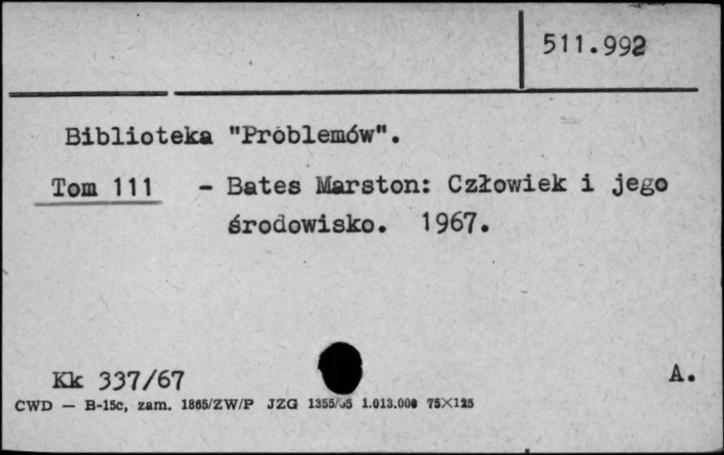 511.992
Biblioteka "Problemów".
Tom 111 - Bates Marston: Człowiek i jego
środowisko. 1967.
Kk 337/67 A.
CWD — B-15c, zam. 1865/ZW/P JZG 1.013.000 75X125